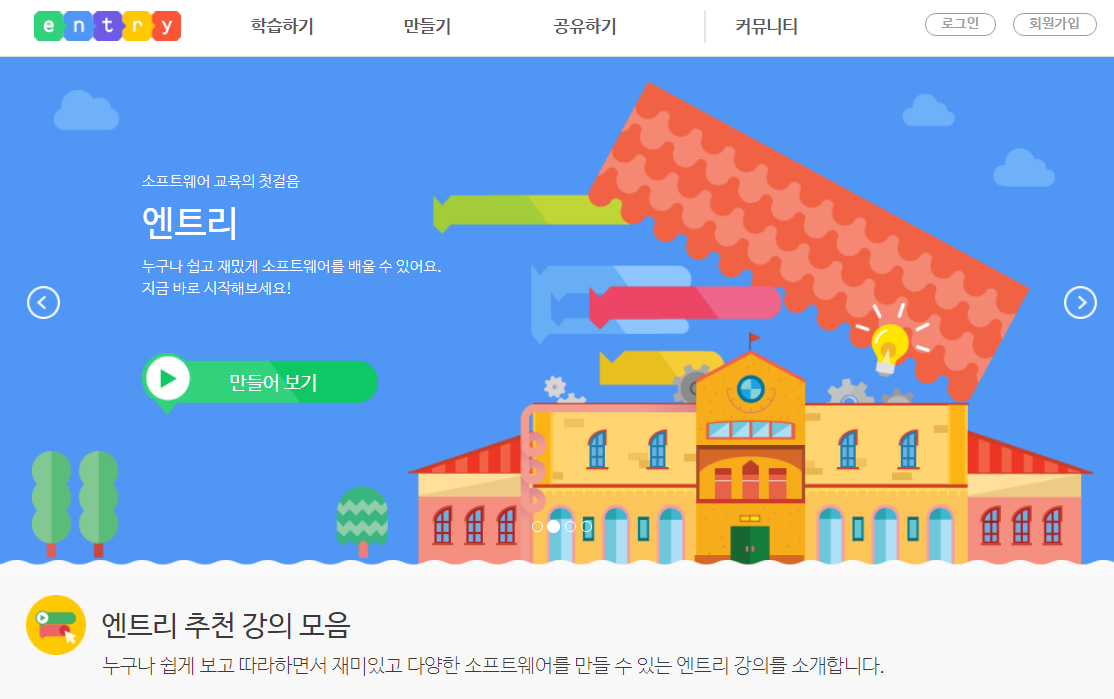 entry 학습하기 만들기 공유하기 커뮤니티 로그인 회원가입
소프트웨어 교육의 첫걸음
엔트리
누구나 쉽고 재밌게 소프트웨어를 배울 수 있어요.
지금 바로 시작해보세요!
만들어 보기
엔트리 추천 강의 모음
누구나 쉽게 보고 따라하면서 재미있고 다양한 소프트웨어를 만들 수 있는 엔트리 강의를 소개합니다.